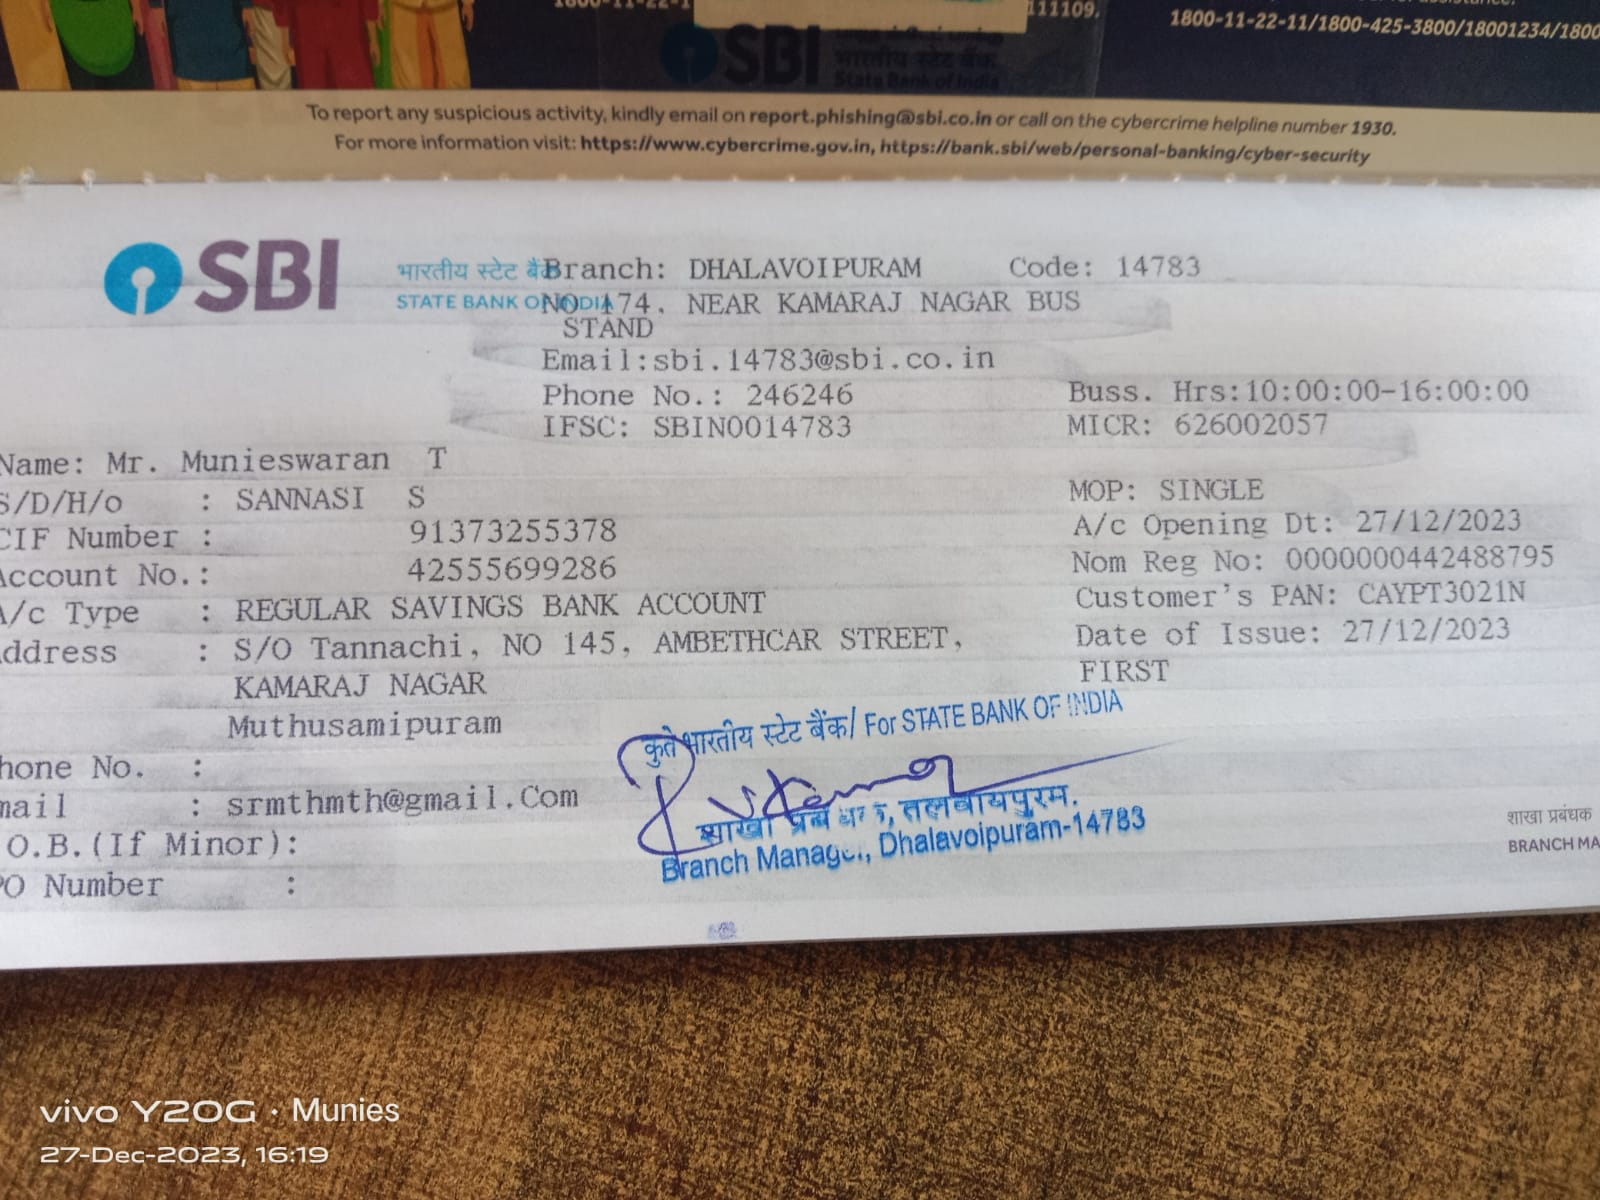 111109.
1800-11-22-11/1800-425-3800/18001234/1800
SBI
State Bank of India
To report any suspicious activity, kindly email on report.phishing@sbi.co.in or call on the cybercrime helpline number 1930.
For more information visit: https://www.cybercrime.gov.in, https://bank.sbi/web/personal-banking/cyber-security
SBI
भारतीय स्टेट बैंक
STATE BANK OF INDIA
Branch: DHALAVOIPURAM Code: 14783
NO 174, NEAR KAMARAJ NAGAR BUS
STAND
Email:sbi.14783@sbi.co.in
Phone No.: 246246 Buss. Hrs:10:00:00-16:00:00
IFSC: SBIN0014783 MICR: 626002057
Name: Mr. Munieswaran T
S/D/H/o : SANNASI S MOP: SINGLE
CIF Number : 91373255378 A/c Opening Dt: 27/12/2023
Account No.: 42555699286 Nom Reg No: 0000000442488795
A/c Type : REGULAR SAVINGS BANK ACCOUNT Customer's PAN: CAYPT3021N
ddress : S/O Tannachi, NO 145, AMBETHCAR STREET, Date of Issue: 27/12/2023
KAMARAJ NAGAR FIRST
Muthusamipuram
hone No. :
mail : srmthmth@gmail.Com
.O.B.(If Minor):
PO Number :
कृते भारतीय स्टेट बैंक/ For STATE BANK OF INDIA
शाखा प्रबंधक, तलवायपुरम.
Branch Manager, Dhalavoipuram-14783
शाखा प्रबंधक
BRANCH MA
vivo Y20G · Munies
27-Dec-2023, 16:19